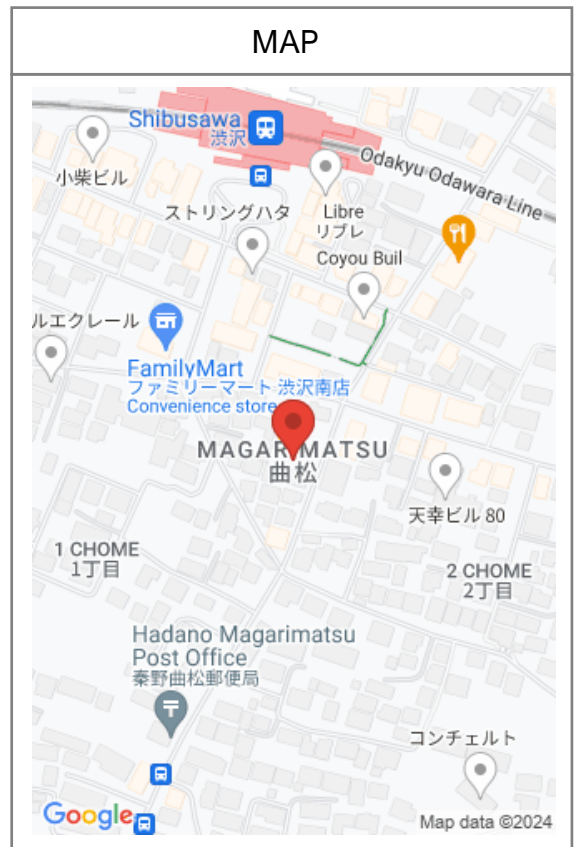 MAP
Shibusawa
渋沢
Odakyu Odawara Line
小柴ビル
ストリングハタ
Libre
リブレ
Coyou Buil
ルエクレール
FamilyMart
ファミリーマート 渋沢南店
Convenience store
MAGARIMATSU
曲松
天幸ビル 80
1 CHOME
1丁目
2 CHOME
2丁目
Hadano Magarimatsu
Post Office
秦野曲松郵便局
コンチェルト
Google
Map data ©2024